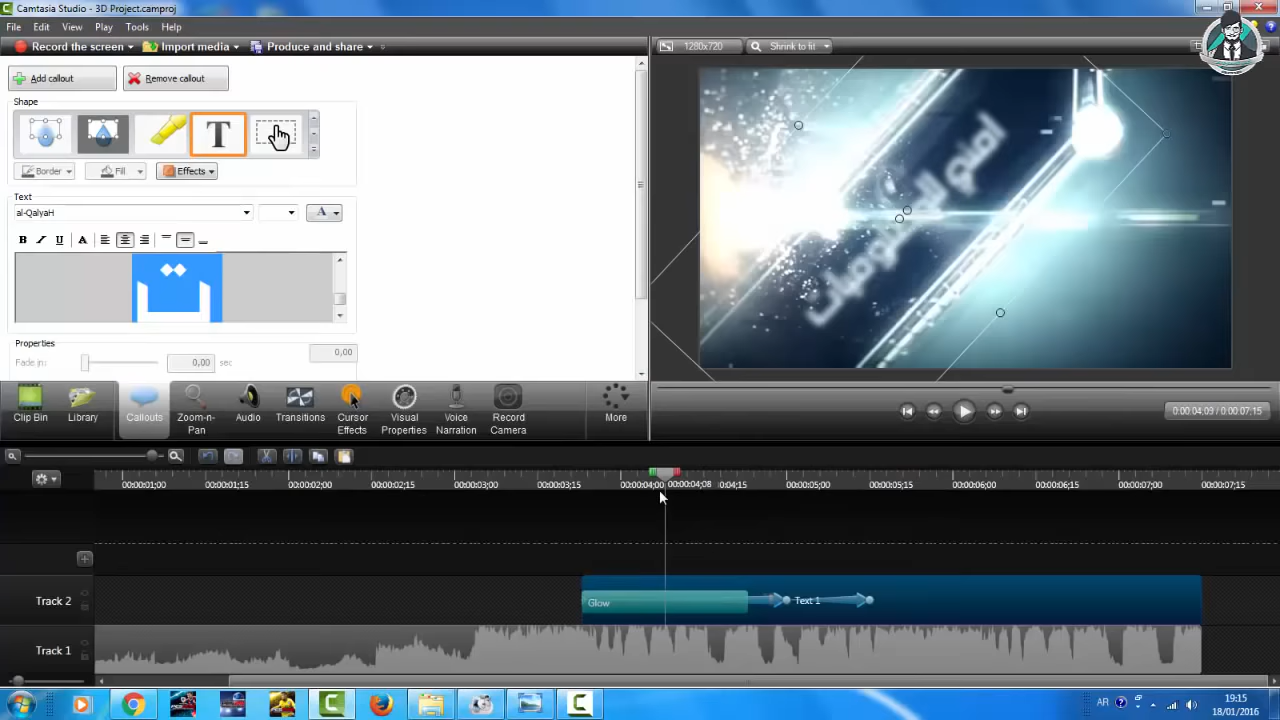 Camtasia Studio - 3D Project.camproj
File Edit View Play Tools Help
Record the screen Import media Produce and share
1280x720 Shrink to fit
Add callout Remove callout
Shape
T
Border Fill Effects
Text
al-QalyaH A
B I U A
Properties
Fade in: 0,00 sec 0,00
Clip Bin Library Callouts Zoom-n-Pan Audio Transitions Cursor Effects Visual Properties Voice Narration Record Camera More
0:00:04;09 / 0:00:07;15
00:00:01;00 00:00:01;15 00:00:02;00 00:00:02;15 00:00:03;00 00:00:03;15 00:00:04;00 00:00:04;08 :04;15 00:00:05;00 00:00:05;15 00:00:06;00 00:00:06;15 00:00:07;00 00:00:07;15
Track 2 Glow Text 1
Track 1
AR 19:15
18/01/2016